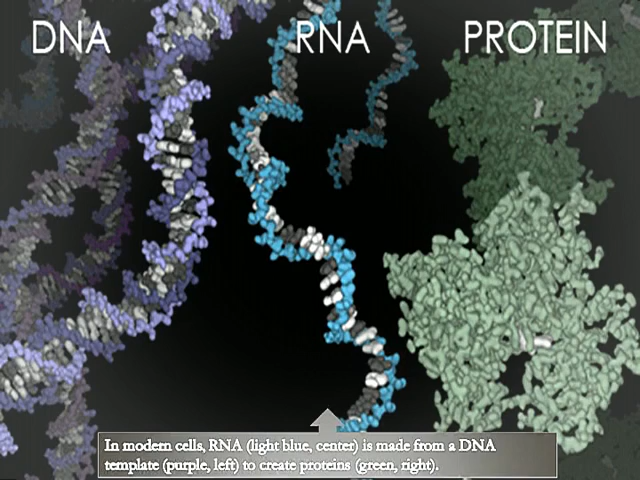 DNA RNA PROTEIN
In modern cells, RNA (light blue, center) is made from a DNA
template (purple, left) to create proteins (green, right).